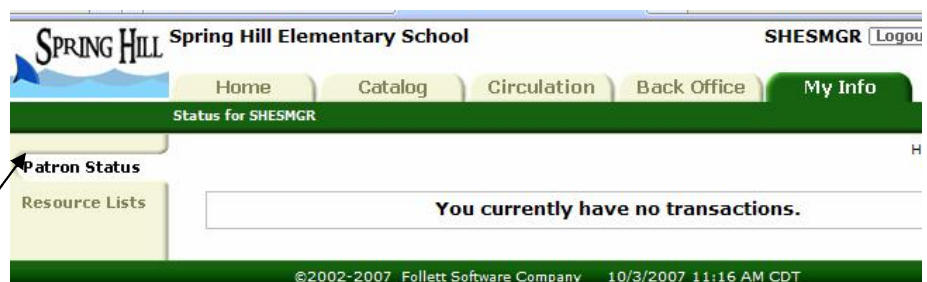 SPRING HILL
Spring Hill Elementary School SHESMGR Logou
Home Catalog Circulation Back Office My Info
Status for SHESMGR
H
Patron Status
Resource Lists
You currently have no transactions.
©2002-2007 Follett Software Company 10/3/2007 11:16 AM CDT